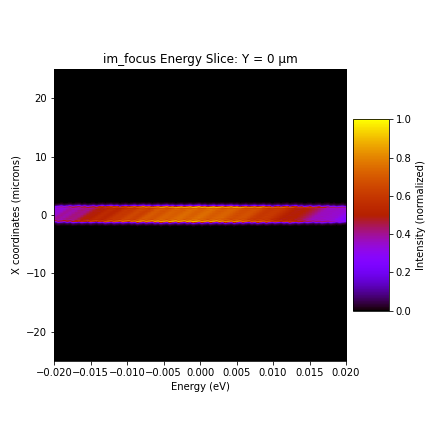 im_focus Energy Slice: Y = 0 μm
X coordinates (microns)
20
10
0
−10
−20
−0.020 −0.015 −0.010 −0.005 0.000 0.005 0.010 0.015 0.020
Energy (eV)
1.0
0.8
0.6
0.4
0.2
0.0
Intensity (normalized)